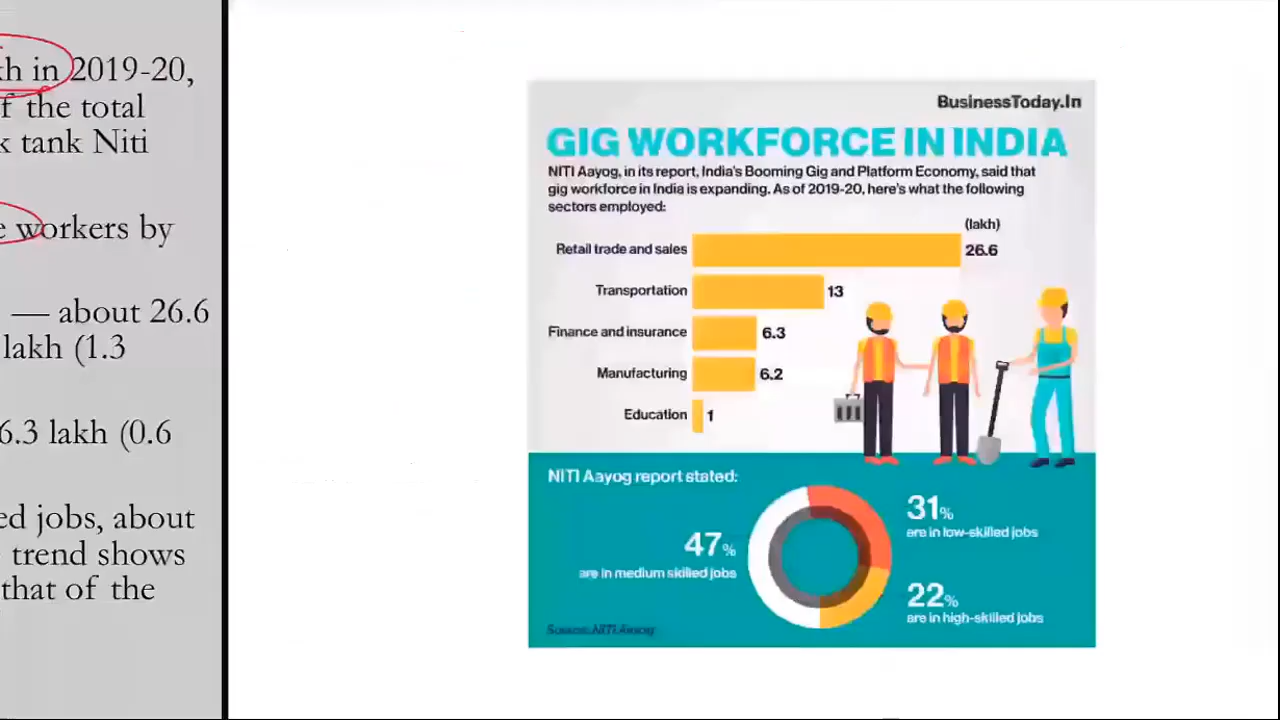 kh in 2019-20,
f the total
k tank Niti
e workers by
— about 26.6
lakh (1.3
6.3 lakh (0.6
ed jobs, about
trend shows
that of the
BusinessToday.In
GIG WORKFORCE IN INDIA
NITI Aayog, in its report, India's Booming Gig and Platform Economy, said that
gig workforce in India is expanding. As of 2019-20, here's what the following
sectors employed:
(lakh)
Retail trade and sales 26.6
Transportation 13
Finance and insurance 6.3
Manufacturing 6.2
Education 1
NITI Aayog report stated:
31%
are in low-skilled jobs
47%
are in medium skilled jobs
22%
are in high-skilled jobs
Source: NITI Aayog